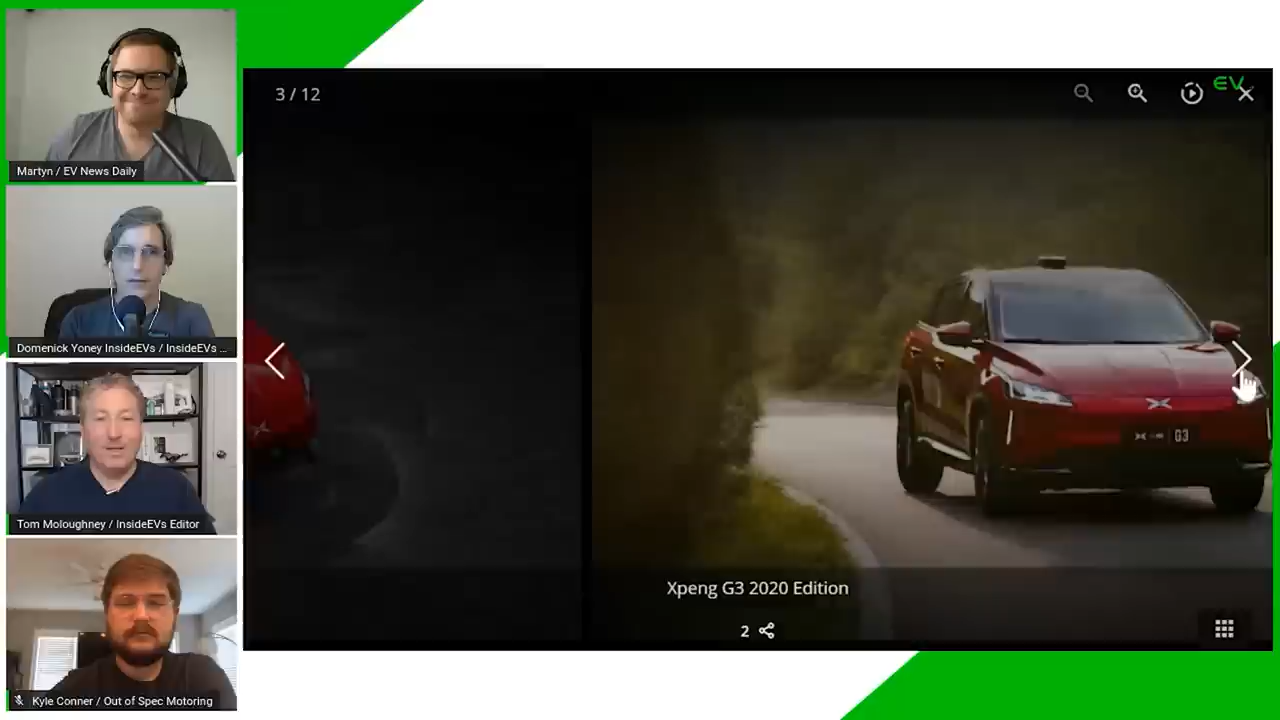 Martyn / EV News Daily
Domenick Yoney InsideEVs / InsideEVs ...
Tom Moloughney / InsideEVs Editor
Kyle Conner / Out of Spec Motoring
3 / 12
EV
G3
Xpeng G3 2020 Edition
2